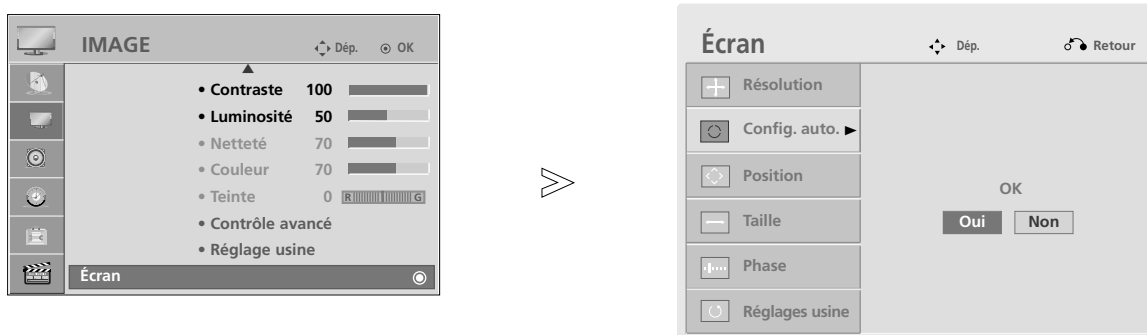 IMAGE
Dép. OK
• Contraste 100
• Luminosité 50
• Netteté 70
• Couleur 70
• Teinte 0 R G
• Contrôle avancé
• Réglage usine
Écran
Écran
Dép. Retour
Résolution
Config. auto.
Position
Taille
Phase
Réglages usine
OK
Oui Non